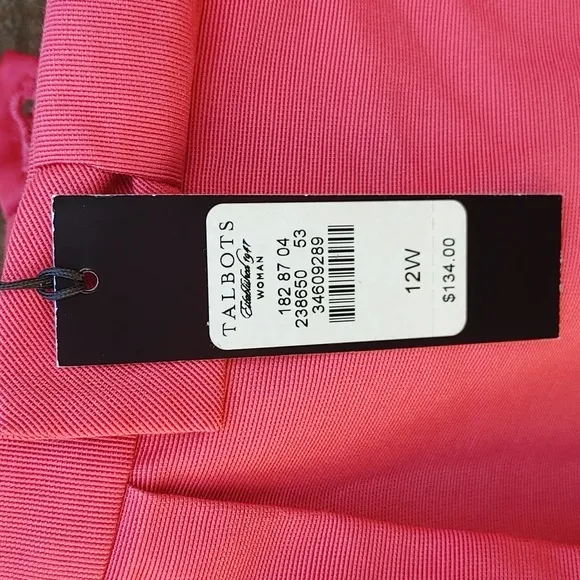 TALBOTS
Established 1947
WOMAN
182 87 04
238650 53
34609289
12W
$134.00